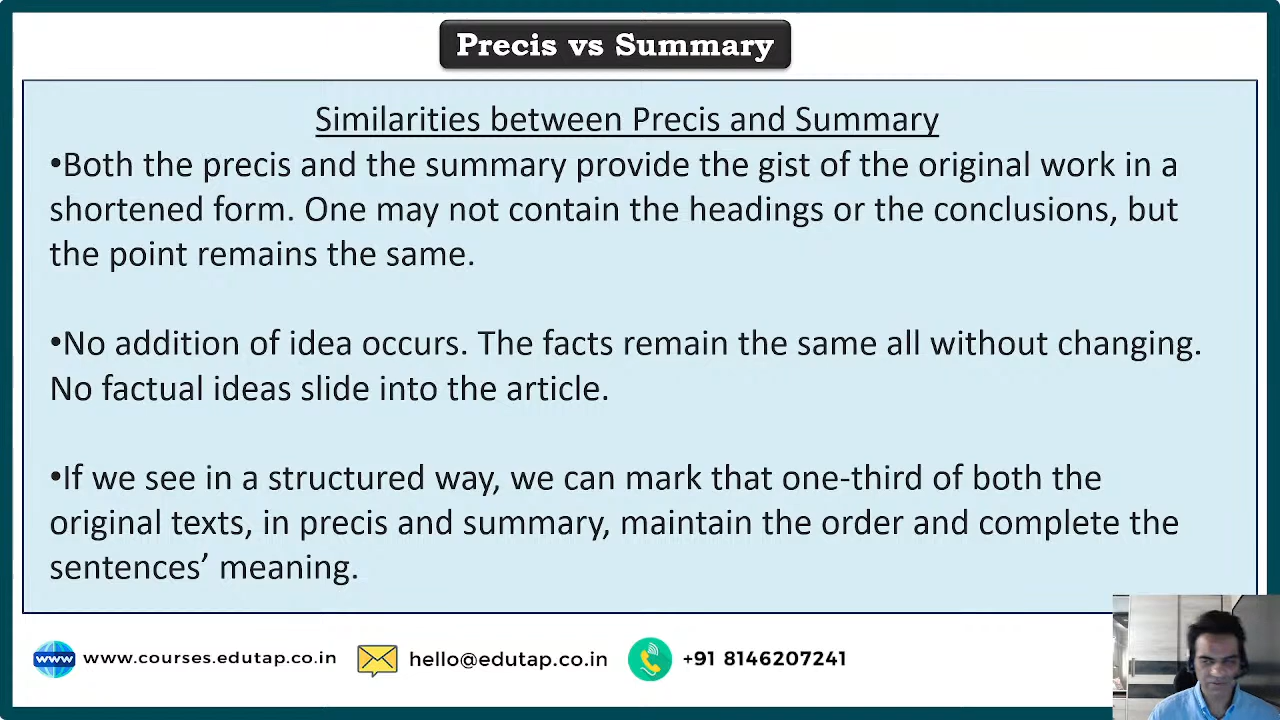 Precis vs Summary
Similarities between Precis and Summary
•Both the precis and the summary provide the gist of the original work in a
shortened form. One may not contain the headings or the conclusions, but
the point remains the same.
•No addition of idea occurs. The facts remain the same all without changing.
No factual ideas slide into the article.
•If we see in a structured way, we can mark that one-third of both the
original texts, in precis and summary, maintain the order and complete the
sentences’ meaning.
www www.courses.edutap.co.in hello@edutap.co.in +91 8146207241